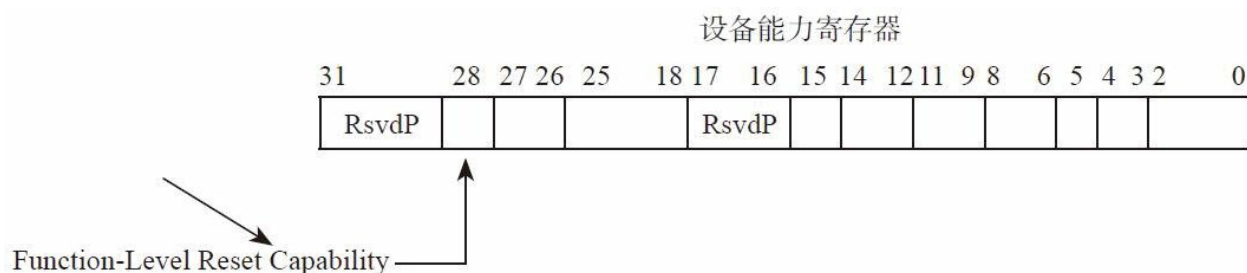 设备能力寄存器
31 28 27 26 25 18 17 16 15 14 12 11 9 8 6 5 4 3 2 0
RsvdP RsvdP
Function-Level Reset Capability